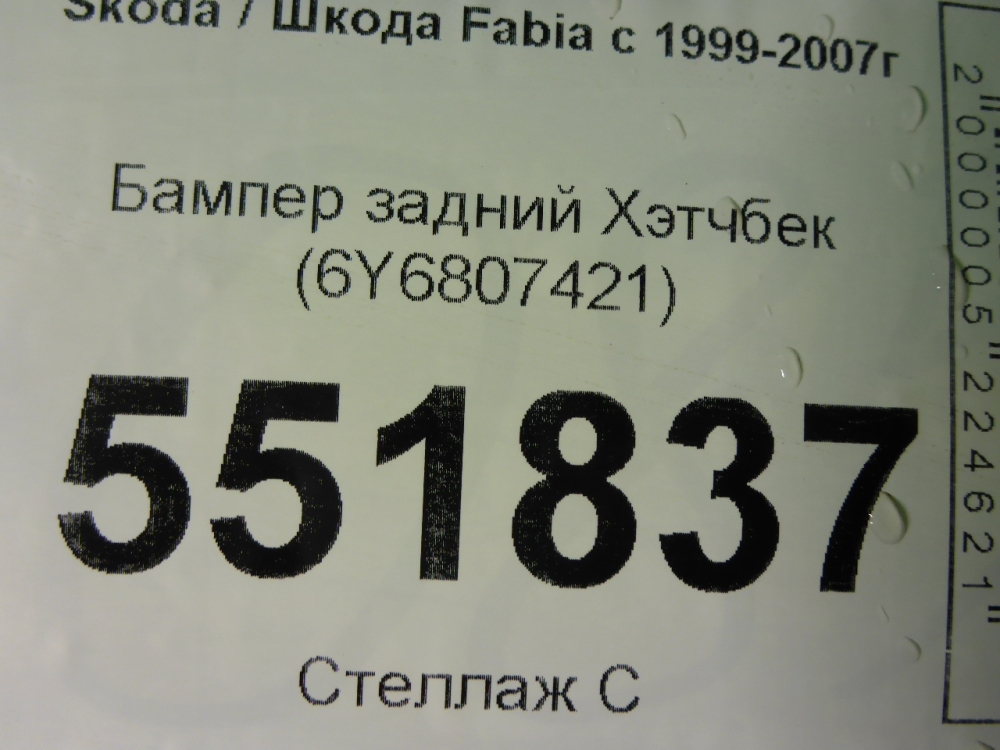 Skoda / Шкода Fabia с 1999-2007г
Бампер задний Хэтчбек
(6Y6807421)
551837
Стеллаж С
2000005224621